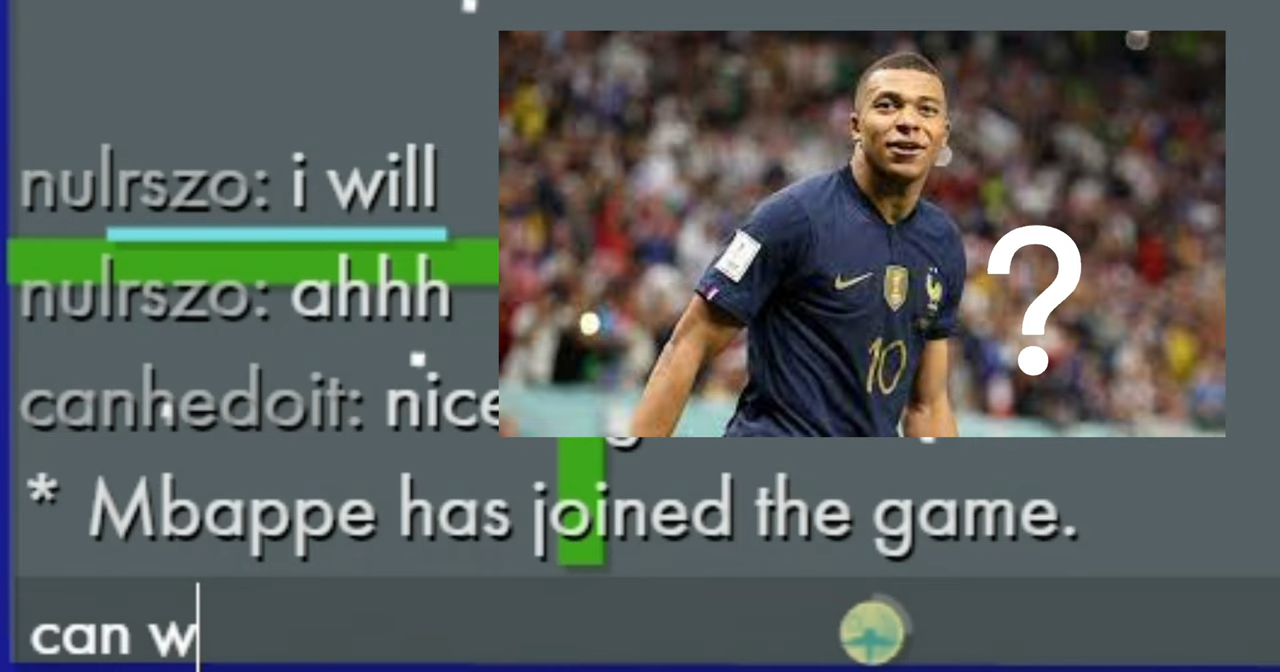 nulrszo: i will
nulrszo: ahhh
canhedoit: nice
* Mbappe has joined the game.
can w
?
10